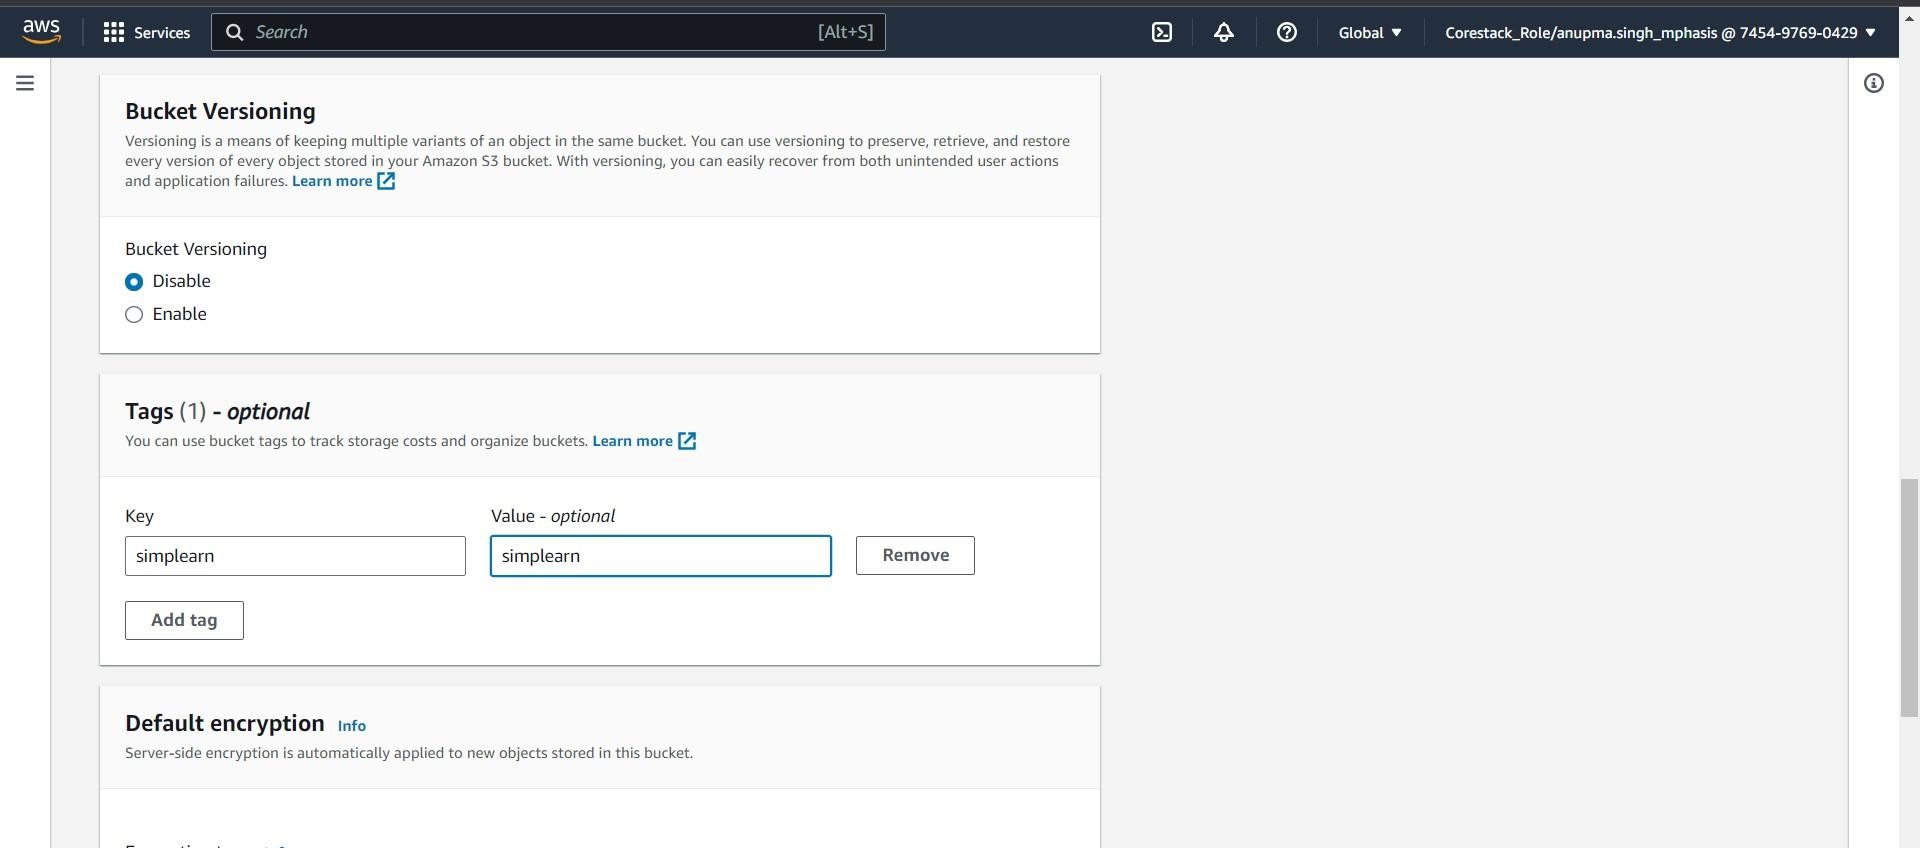 aws
Services
Search [Alt+S]
Global
Corestack_Role/anupma.singh_mphasis @ 7454-9769-0429
Bucket Versioning
Versioning is a means of keeping multiple variants of an object in the same bucket. You can use versioning to preserve, retrieve, and restore
every version of every object stored in your Amazon S3 bucket. With versioning, you can easily recover from both unintended user actions
and application failures. Learn more
Bucket Versioning
Disable
Enable
Tags (1) - optional
You can use bucket tags to track storage costs and organize buckets. Learn more
Key Value - optional
simplearn simplearn Remove
Add tag
Default encryption Info
Server-side encryption is automatically applied to new objects stored in this bucket.